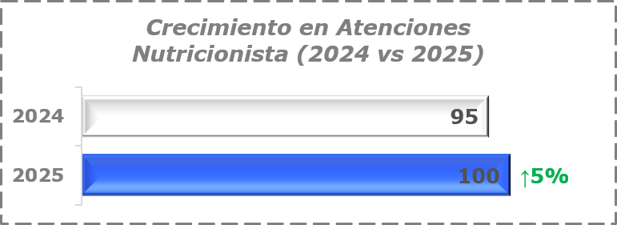 Crecimiento en Atenciones
Nutricionista (2024 vs 2025)
2024 95
2025 100 ↑5%